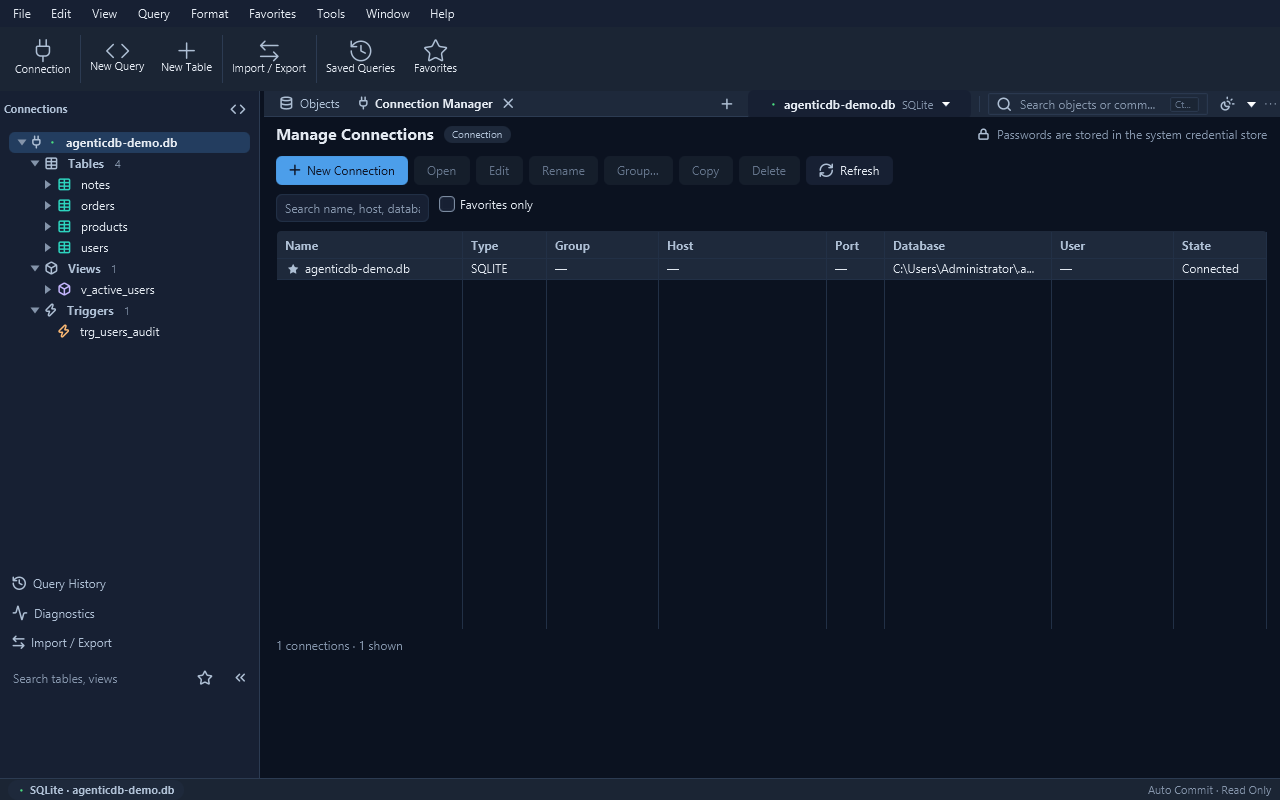 File Edit View Query Format Favorites Tools Window Help
Connection New Query New Table Import / Export Saved Queries Favorites
Connections
agenticdb-demo.db
Tables 4
notes
orders
products
users
Views 1
v_active_users
Triggers 1
trg_users_audit
Query History
Diagnostics
Import / Export
Search tables, views
Objects Connection Manager agenticdb-demo.db SQLite Search objects or comm... Ct...
Manage Connections Connection Passwords are stored in the system credential store
New Connection Open Edit Rename Group... Copy Delete Refresh
Search name, host, databa Favorites only
Name Type Group Host Port Database User State
agenticdb-demo.db SQLITE — — — C:\Users\Administrator\.a... — Connected
1 connections · 1 shown
SQLite · agenticdb-demo.db Auto Commit · Read Only